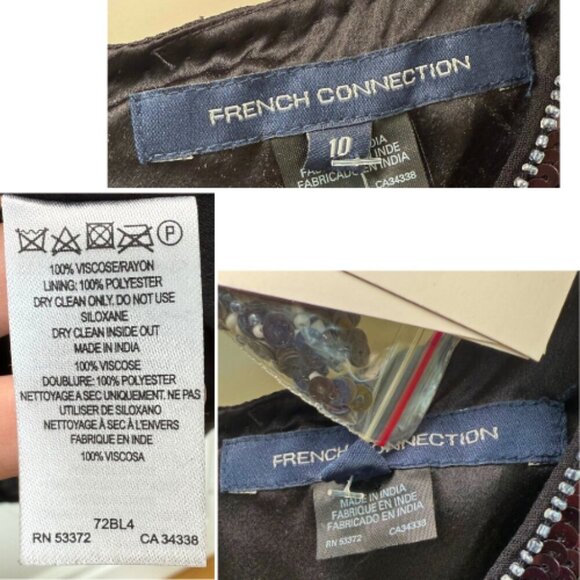 FRENCH CONNECTION
10
DIA
EN INDE
FABRICADO EN INDIA
CA34338
P
100% VISCOSE/RAYON
LINING: 100% POLYESTER
DRY CLEAN ONLY. DO NOT USE
SILOXANE
DRY CLEAN INSIDE OUT
MADE IN INDIA
100% VISCOSE
DOUBLURE: 100% POLYESTER
NETTOYAGE A SEC UNIQUEMENT. NE PAS
UTILISER DE SILOXANO
NETTOYAGE À SEC À L'ENVERS
FABRIQUE EN INDE
100% VISCOSA
72BL4
RN 53372 CA 34338
FRENCH CONNECTION
MADE IN INDIA
FABRIQUE EN INDE
FABRICADO EN INDIA
RN 53372 CA34338